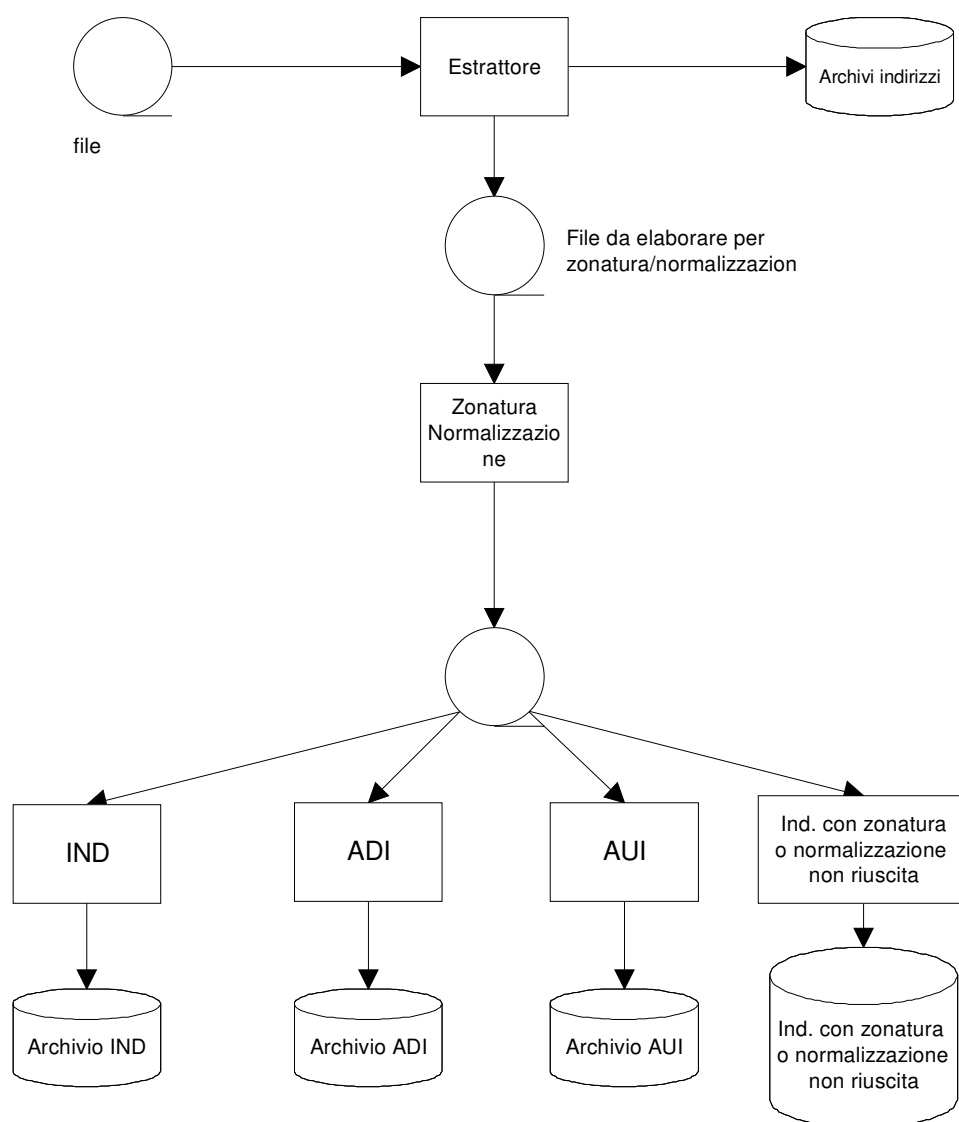 Estrattore
Archivi indirizzi
file
File da elaborare per
zonatura/normalizzazion
Zonatura
Normalizzazio
ne
IND
ADI
AUI
Ind. con zonatura
o normalizzazione
non riuscita
Archivio IND
Archivio ADI
Archivio AUI
Ind. con zonatura
o normalizzazione
non riuscita